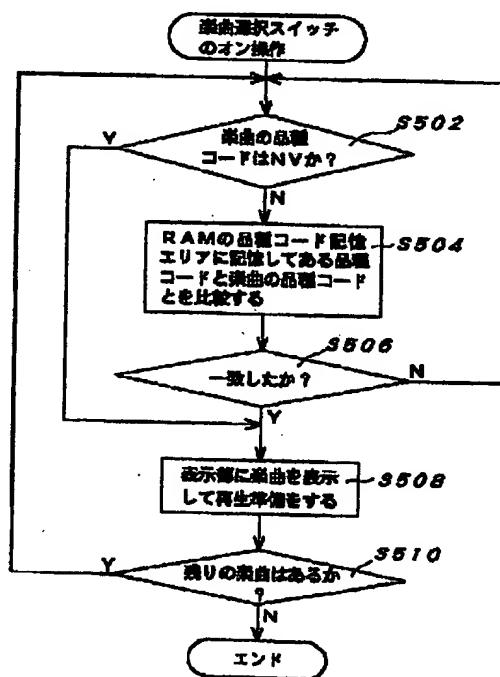 楽曲選択スイッチ
のオン操作
S502
楽曲の品種
コードはNVか?
Y
N
RAMの品種コード記憶
エリアに記憶してある品種
コードと楽曲の品種コード
とを比較する
S504
S506
一致したか?
N
Y
表示部に楽曲を表示
して再生準備をする
S508
S510
残りの楽曲はあるか
?
Y
N
エンド